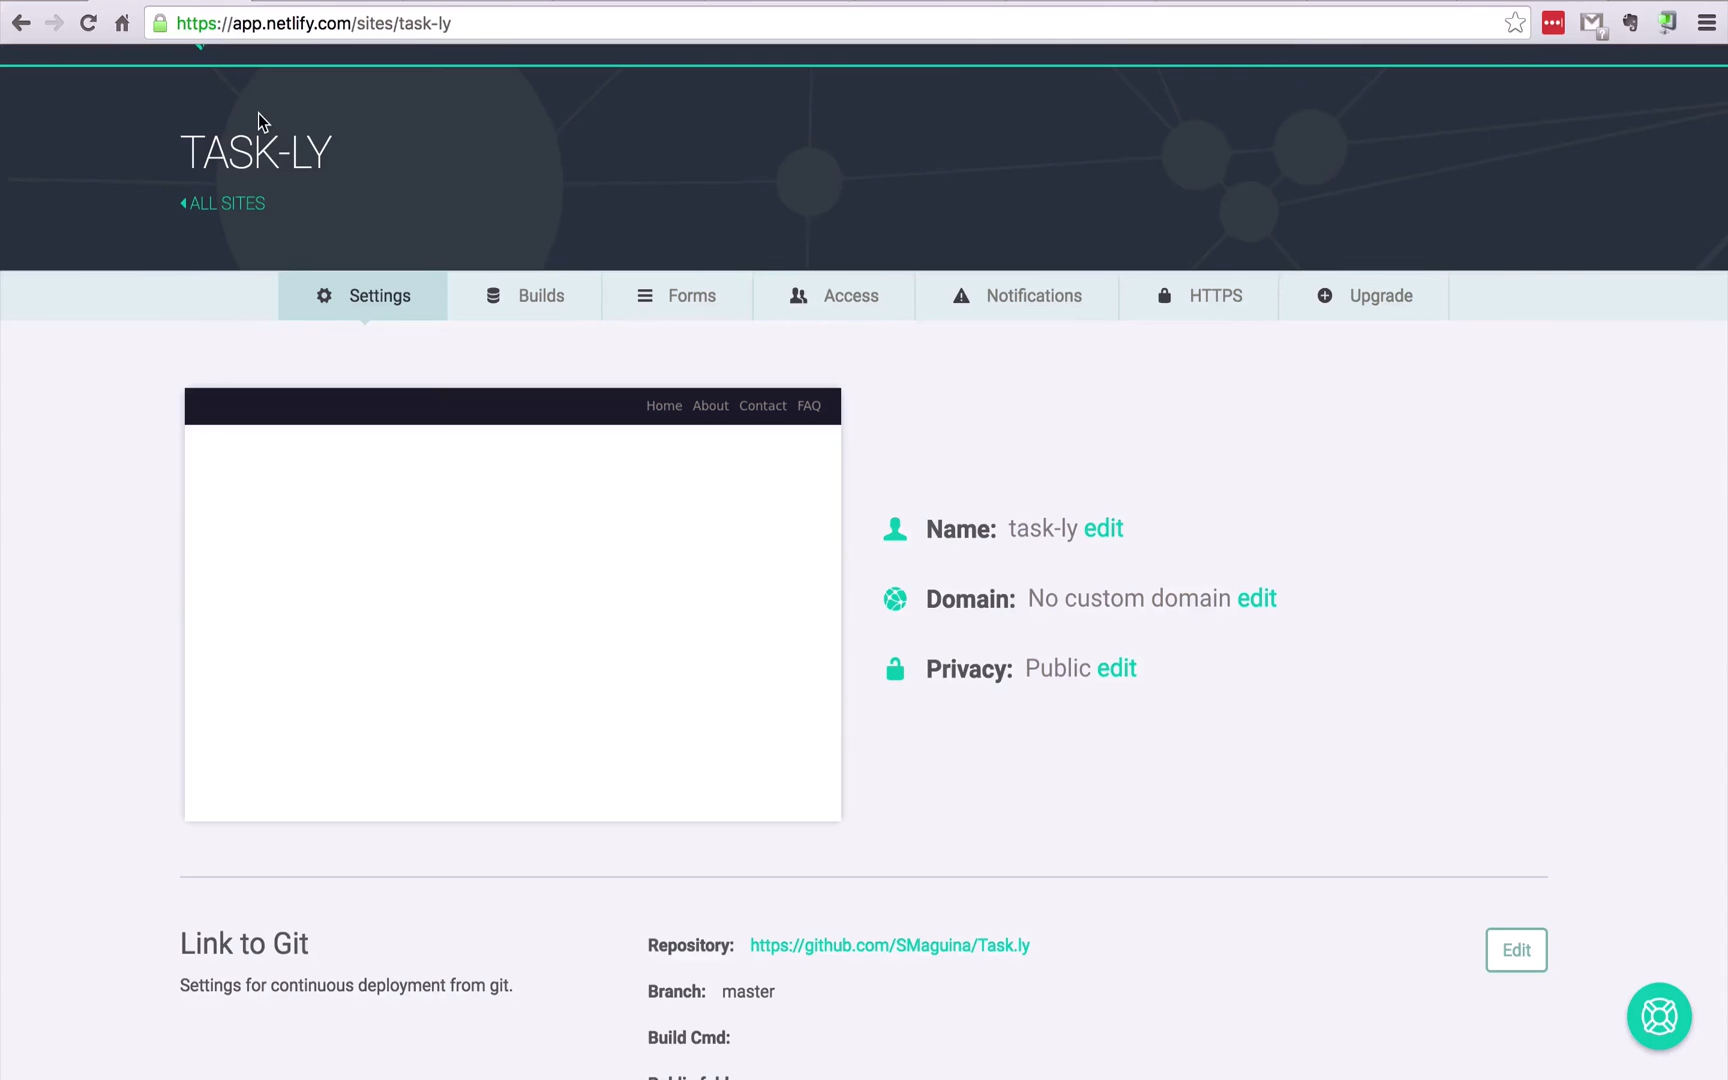 https://app.netlify.com/sites/task-ly
TASK-LY
ALL SITES
Settings
Builds
Forms
Access
Notifications
HTTPS
Upgrade
Home About Contact FAQ
Name: task-ly edit
Domain: No custom domain edit
Privacy: Public edit
Link to Git
Settings for continuous deployment from git.
Repository: https://github.com/SMaguina/Task.ly
Branch: master
Build Cmd:
Edit